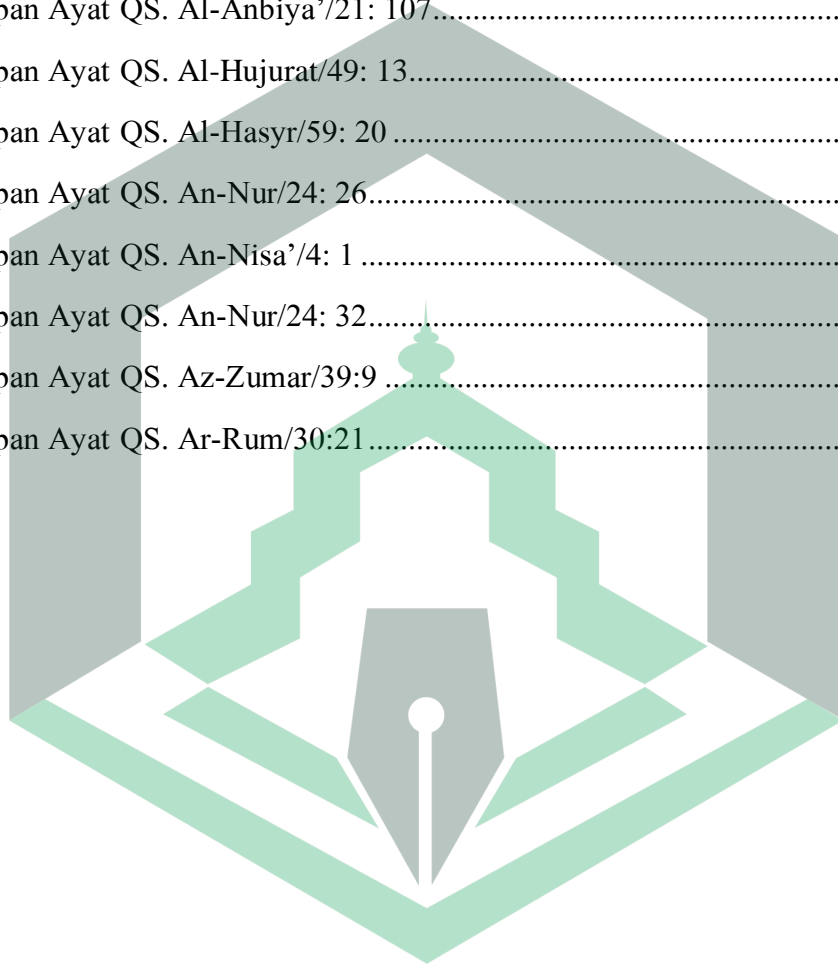 pan Ayat QS. Al-Anbiya’/21: 107...................................................
pan Ayat QS. Al-Hujurat/49: 13.....................................................
pan Ayat QS. Al-Hasyr/59: 20 .......................................................
pan Ayat QS. An-Nur/24: 26..........................................................
pan Ayat QS. An-Nisa’/4: 1 ...........................................................
pan Ayat QS. An-Nur/24: 32..........................................................
pan Ayat QS. Az-Zumar/39:9 ........................................................
pan Ayat QS. Ar-Rum/30:21..........................................................